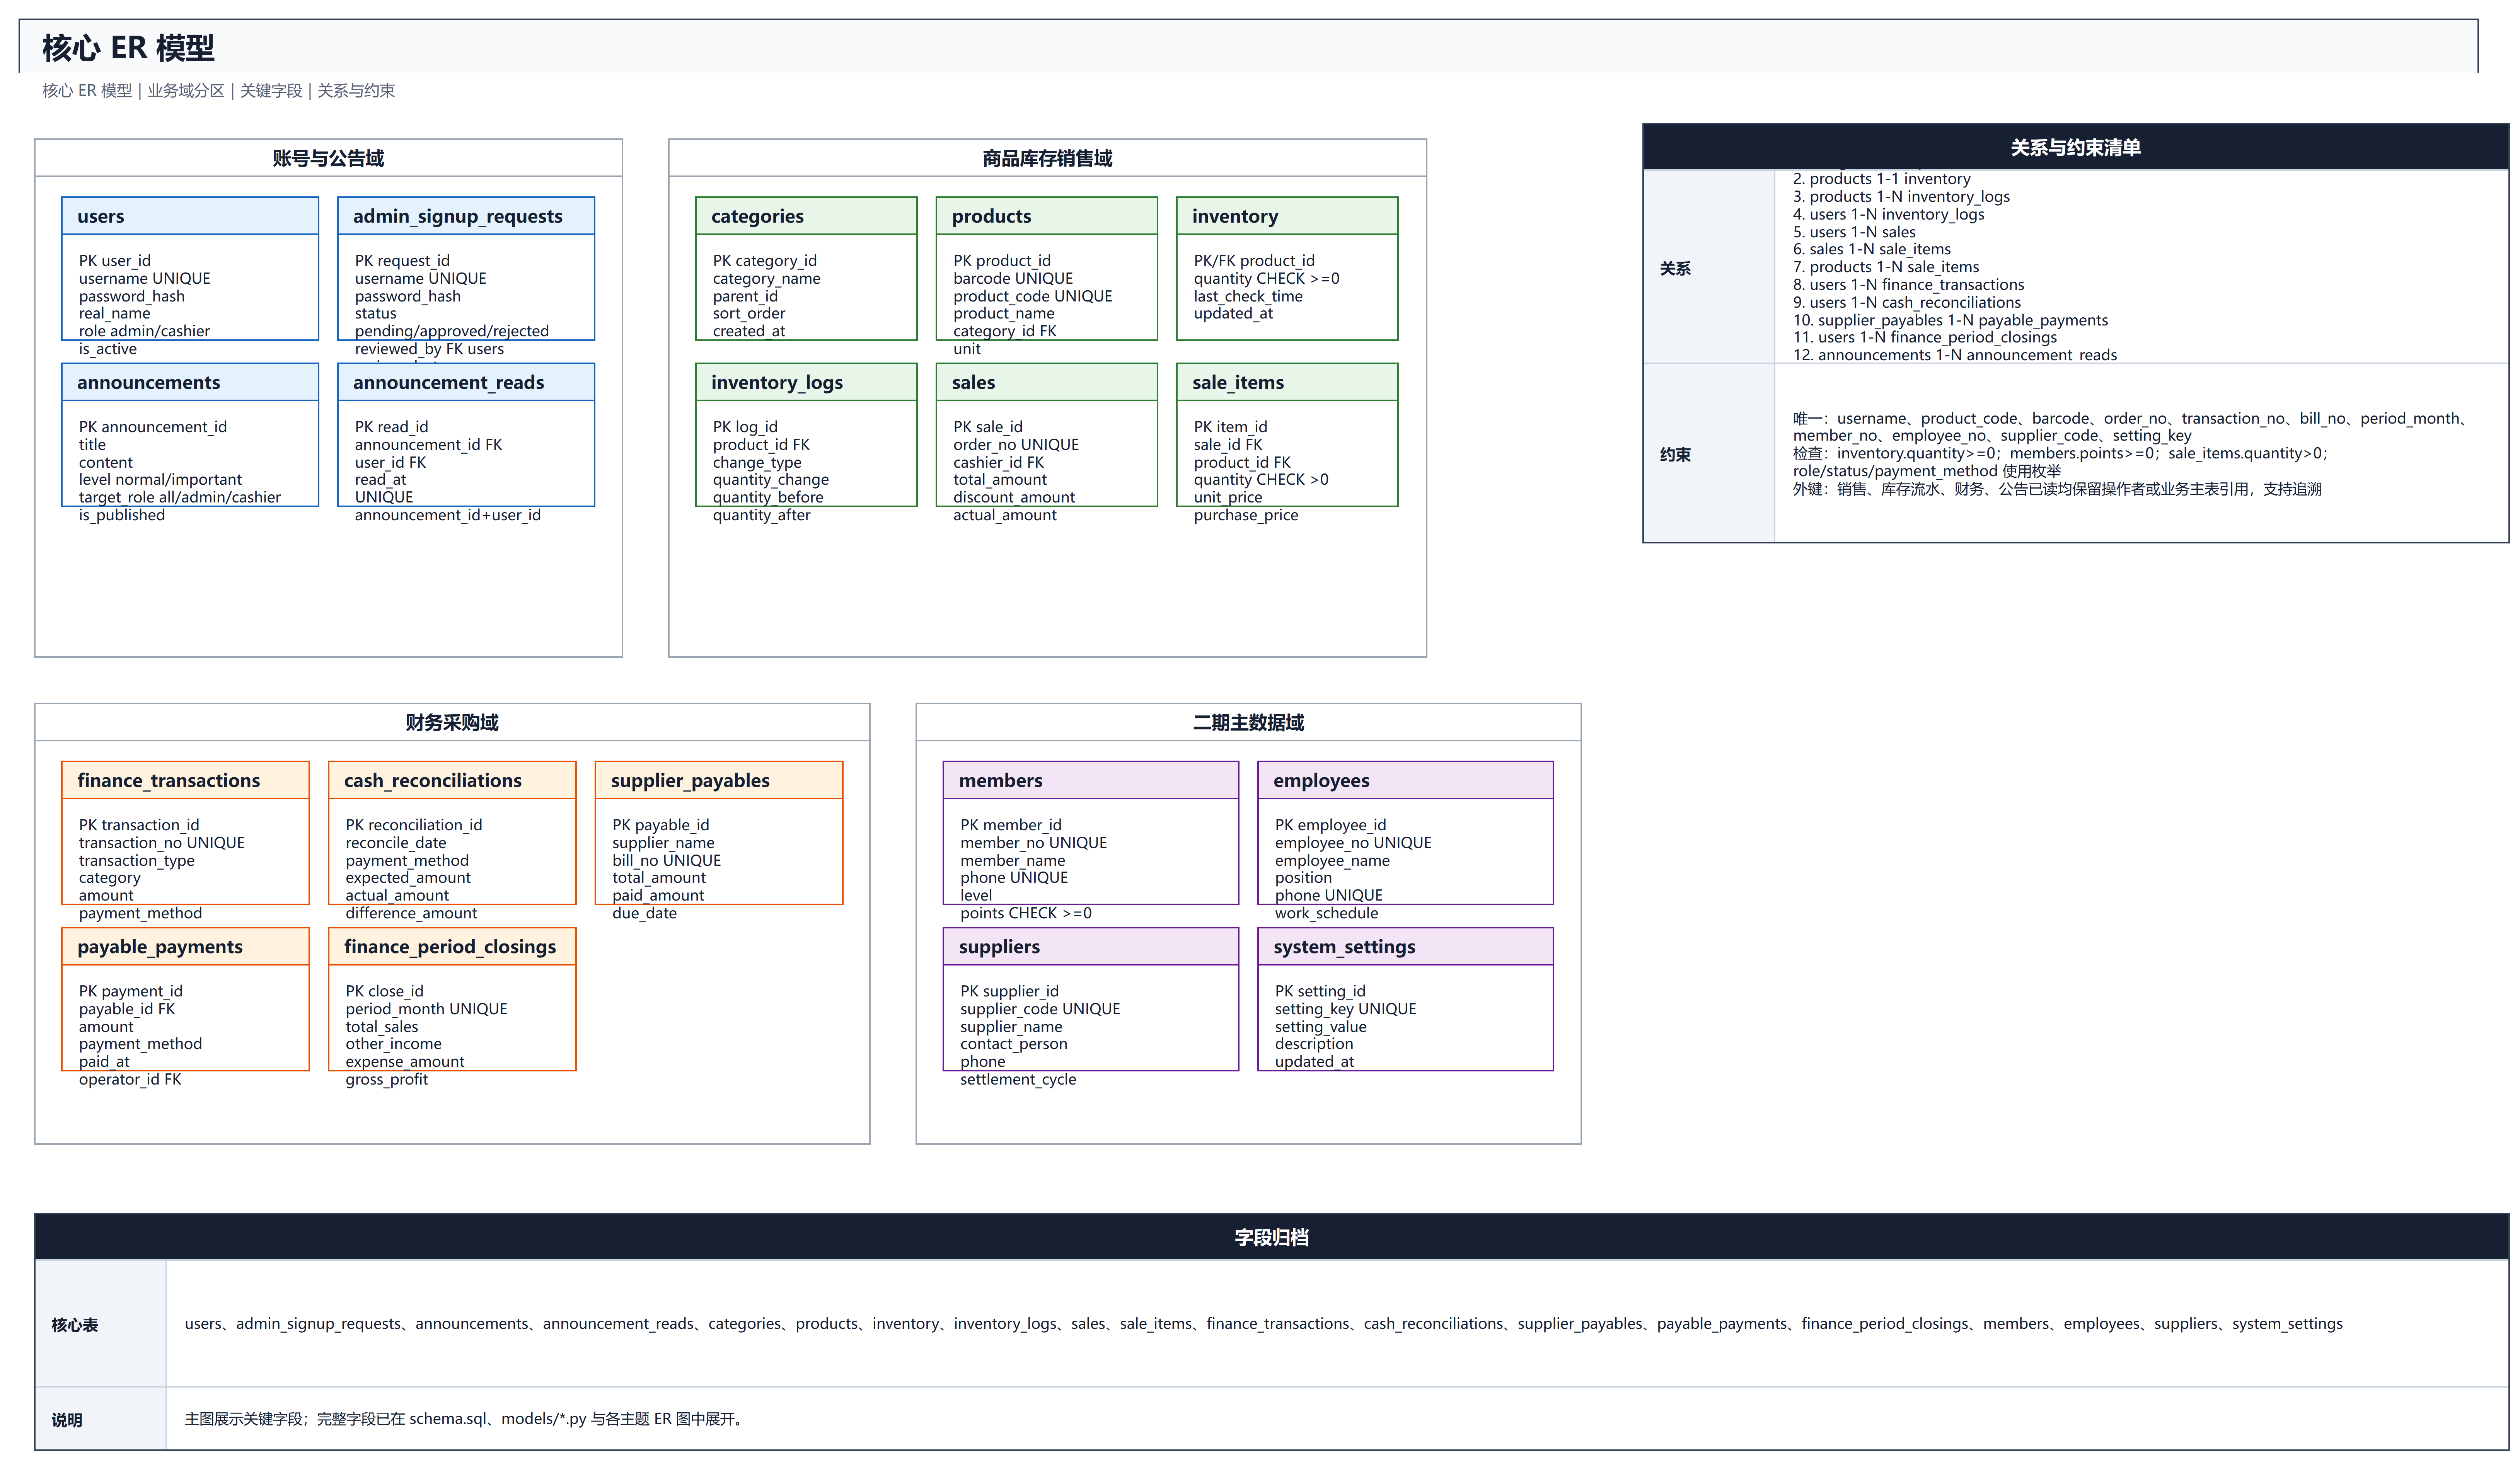 核心 ER 模型
核心 ER 模型 | 业务域分区 | 关键字段 | 关系与约束
账号与公告域
users
PK user_id
username UNIQUE
password_hash
real_name
role admin/cashier
is_active
admin_signup_requests
PK request_id
username UNIQUE
password_hash
status
pending/approved/rejected
reviewed_by FK users
announcements
PK announcement_id
title
content
level normal/important
target_role all/admin/cashier
is_published
announcement_reads
PK read_id
announcement_id FK
user_id FK
read_at
UNIQUE
announcement_id+user_id
商品库存销售域
categories
PK category_id
category_name
parent_id
sort_order
created_at
products
PK product_id
barcode UNIQUE
product_code UNIQUE
product_name
category_id FK
unit
inventory
PK/FK product_id
quantity CHECK >=0
last_check_time
updated_at
inventory_logs
PK log_id
product_id FK
change_type
quantity_change
quantity_before
quantity_after
sales
PK sale_id
order_no UNIQUE
cashier_id FK
total_amount
discount_amount
actual_amount
sale_items
PK item_id
sale_id FK
product_id FK
quantity CHECK >0
unit_price
purchase_price
关系与约束清单
关系
2. products 1-1 inventory
3. products 1-N inventory_logs
4. users 1-N inventory_logs
5. users 1-N sales
6. sales 1-N sale_items
7. products 1-N sale_items
8. users 1-N finance_transactions
9. users 1-N cash_reconciliations
10. supplier_payables 1-N payable_payments
11. users 1-N finance_period_closings
12. announcements 1-N announcement_reads
约束
唯一：username、product_code、barcode、order_no、transaction_no、bill_no、period_month、
member_no、employee_no、supplier_code、setting_key
检查：inventory.quantity>=0；members.points>=0；sale_items.quantity>0；
role/status/payment_method 使用枚举
外键：销售、库存流水、财务、公告已读均保留操作者或业务主表引用，支持追溯
财务采购域
finance_transactions
PK transaction_id
transaction_no UNIQUE
transaction_type
category
amount
payment_method
cash_reconciliations
PK reconciliation_id
reconcile_date
payment_method
expected_amount
actual_amount
difference_amount
supplier_payables
PK payable_id
supplier_name
bill_no UNIQUE
total_amount
paid_amount
due_date
payable_payments
PK payment_id
payable_id FK
amount
payment_method
paid_at
operator_id FK
finance_period_closings
PK close_id
period_month UNIQUE
total_sales
other_income
expense_amount
gross_profit
二期主数据域
members
PK member_id
member_no UNIQUE
member_name
phone UNIQUE
level
points CHECK >=0
employees
PK employee_id
employee_no UNIQUE
employee_name
position
phone UNIQUE
work_schedule
suppliers
PK supplier_id
supplier_code UNIQUE
supplier_name
contact_person
phone
settlement_cycle
system_settings
PK setting_id
setting_key UNIQUE
setting_value
description
updated_at
字段归档
核心表
users、admin_signup_requests、announcements、announcement_reads、categories、products、inventory、inventory_logs、sales、sale_items、finance_transactions、cash_reconciliations、supplier_payables、payable_payments、finance_period_closings、members、employees、suppliers、system_settings
说明
主图展示关键字段；完整字段已在 schema.sql、models/*.py 与各主题 ER 图中展开。